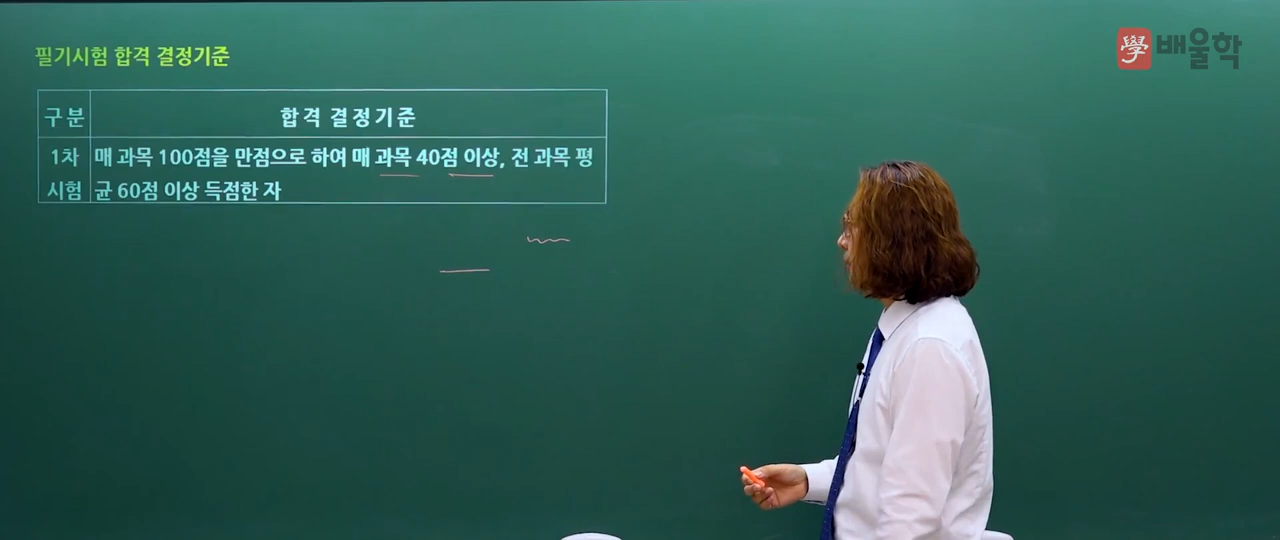 필기시험 합격 결정기준
學 배울학
구분 합격 결정기준
1차 매 과목 100점을 만점으로 하여 매 과목 40점 이상, 전 과목 평
시험 균 60점 이상 득점한 자